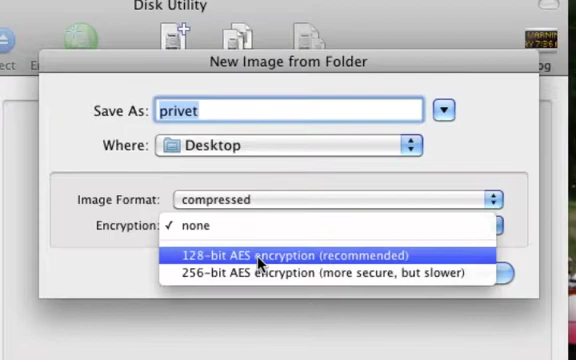 Disk Utility
WARNIN
New Image from Folder
Save As: privet
Where: Desktop
Image Format: compressed
Encryption: ✓ none
128-bit AES encryption (recommended)
256-bit AES encryption (more secure, but slower)